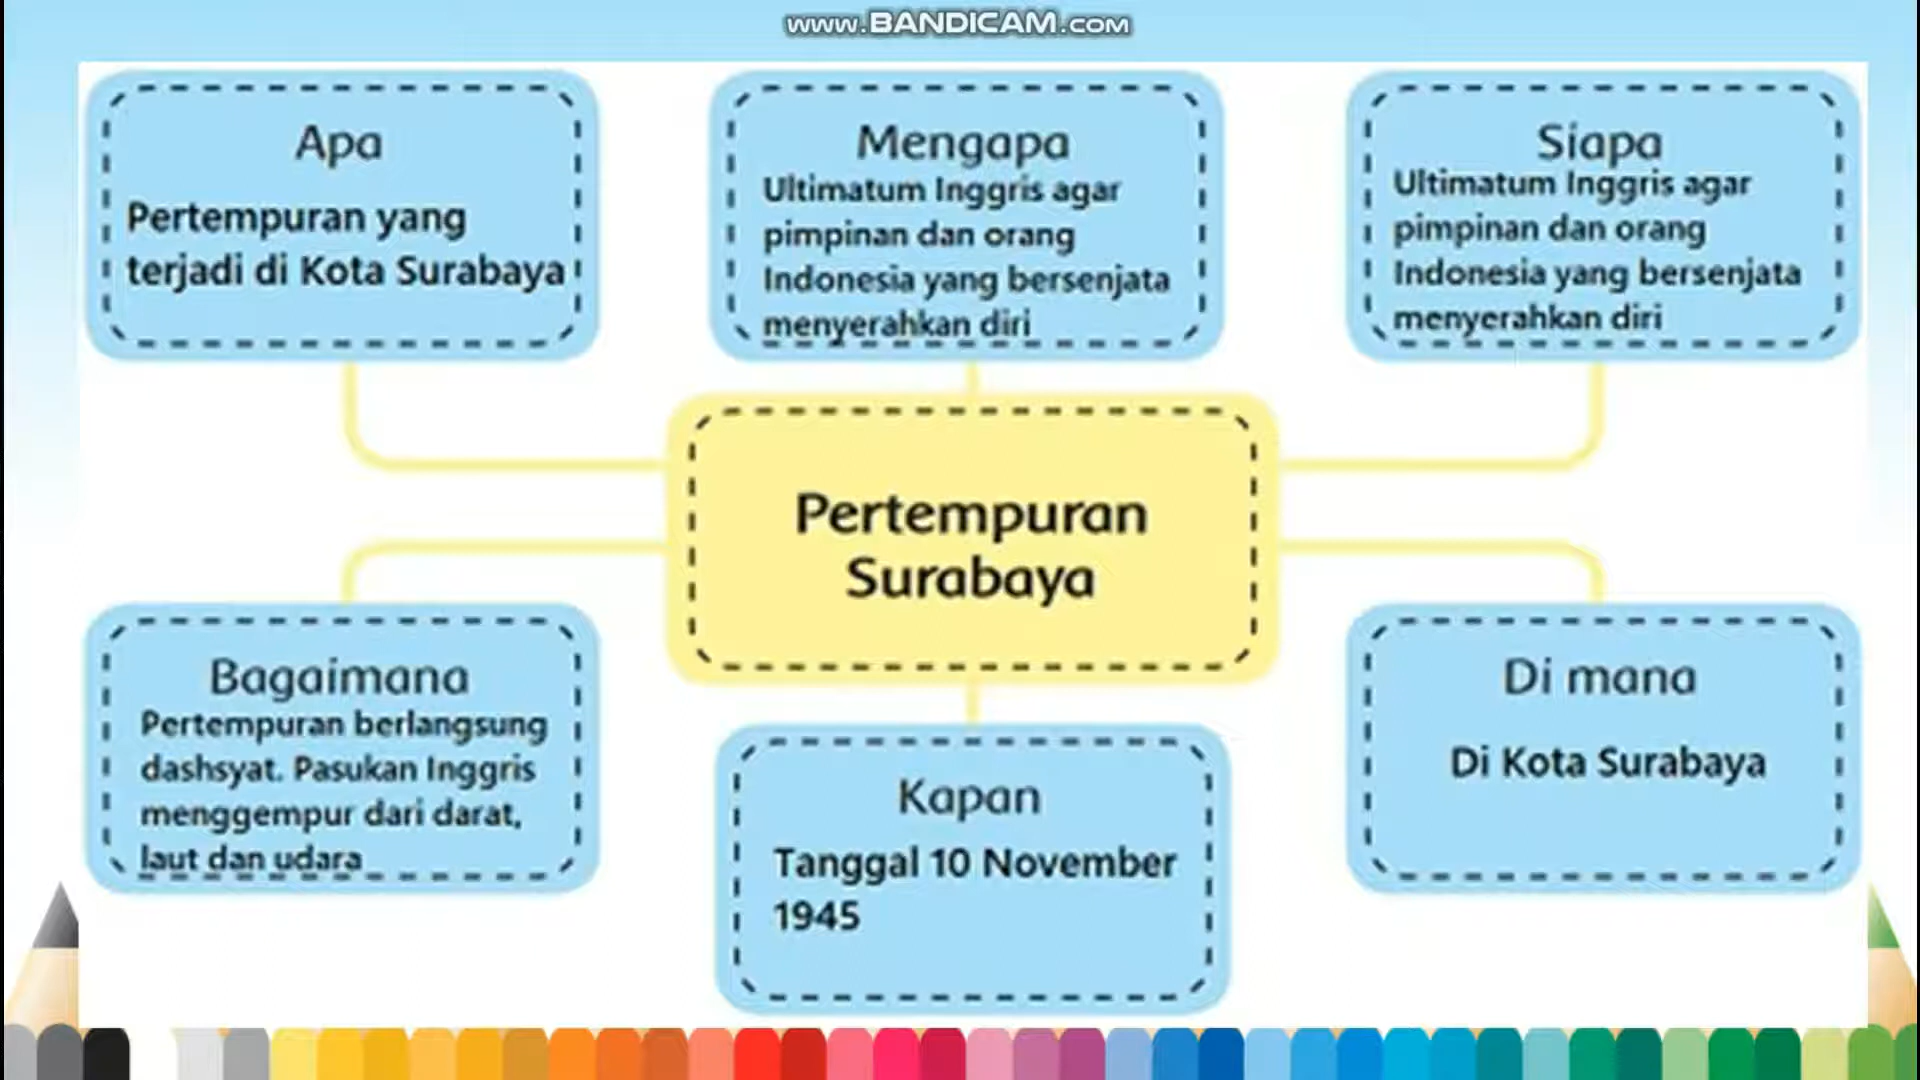 www.BANDICAM.COM
Apa
Pertempuran yang
terjadi di Kota Surabaya
Mengapa
Ultimatum Inggris agar
pimpinan dan orang
Indonesia yang bersenjata
menyerahkan diri
Siapa
Ultimatum Inggris agar
pimpinan dan orang
Indonesia yang bersenjata
menyerahkan diri
Pertempuran
Surabaya
Bagaimana
Pertempuran berlangsung
dashsyat. Pasukan Inggris
menggempur dari darat,
laut dan udara
Kapan
Tanggal 10 November
1945
Di mana
Di Kota Surabaya